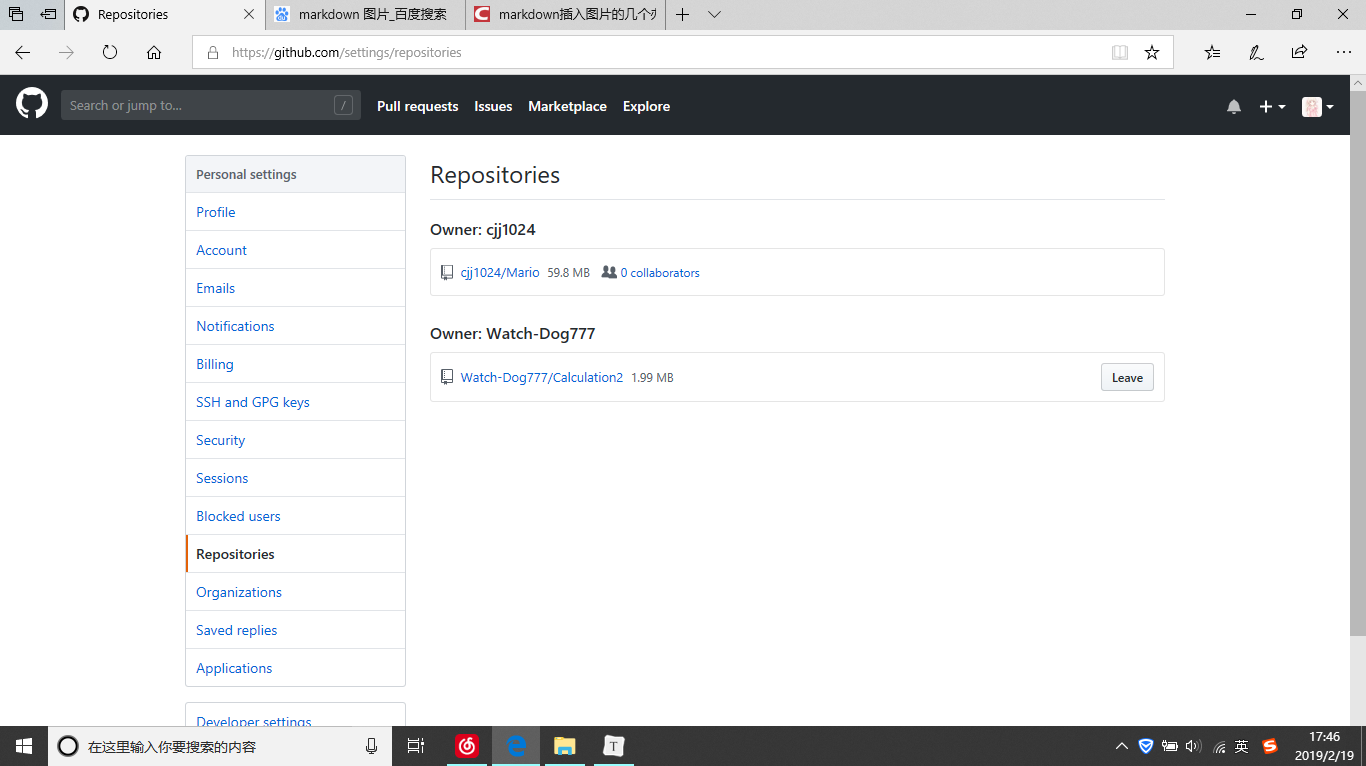 Repositories
markdown 图片_百度搜索
markdown插入图片的几个
https://github.com/settings/repositories
Search or jump to... /
Pull requests
Issues
Marketplace
Explore
Personal settings
Profile
Account
Emails
Notifications
Billing
SSH and GPG keys
Security
Sessions
Blocked users
Repositories
Organizations
Saved replies
Applications
Developer settings
Repositories
Owner: cjj1024
cjj1024/Mario 59.8 MB 0 collaborators
Owner: Watch-Dog777
Watch-Dog777/Calculation2 1.99 MB
Leave
在这里输入你要搜索的内容
T
英
17:46
2019/2/19